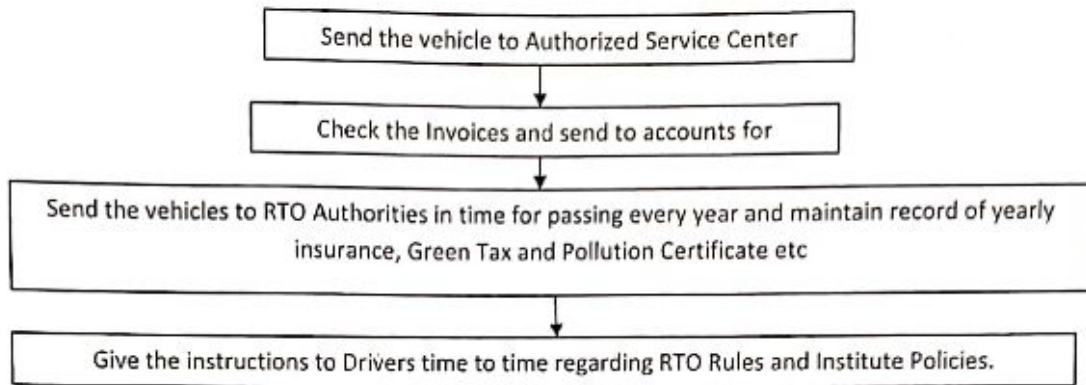 Send the vehicle to Authorized Service Center
Check the Invoices and send to accounts for
Send the vehicles to RTO Authorities in time for passing every year and maintain record of yearly
insurance, Green Tax and Pollution Certificate etc
Give the instructions to Drivers time to time regarding RTO Rules and Institute Policies.